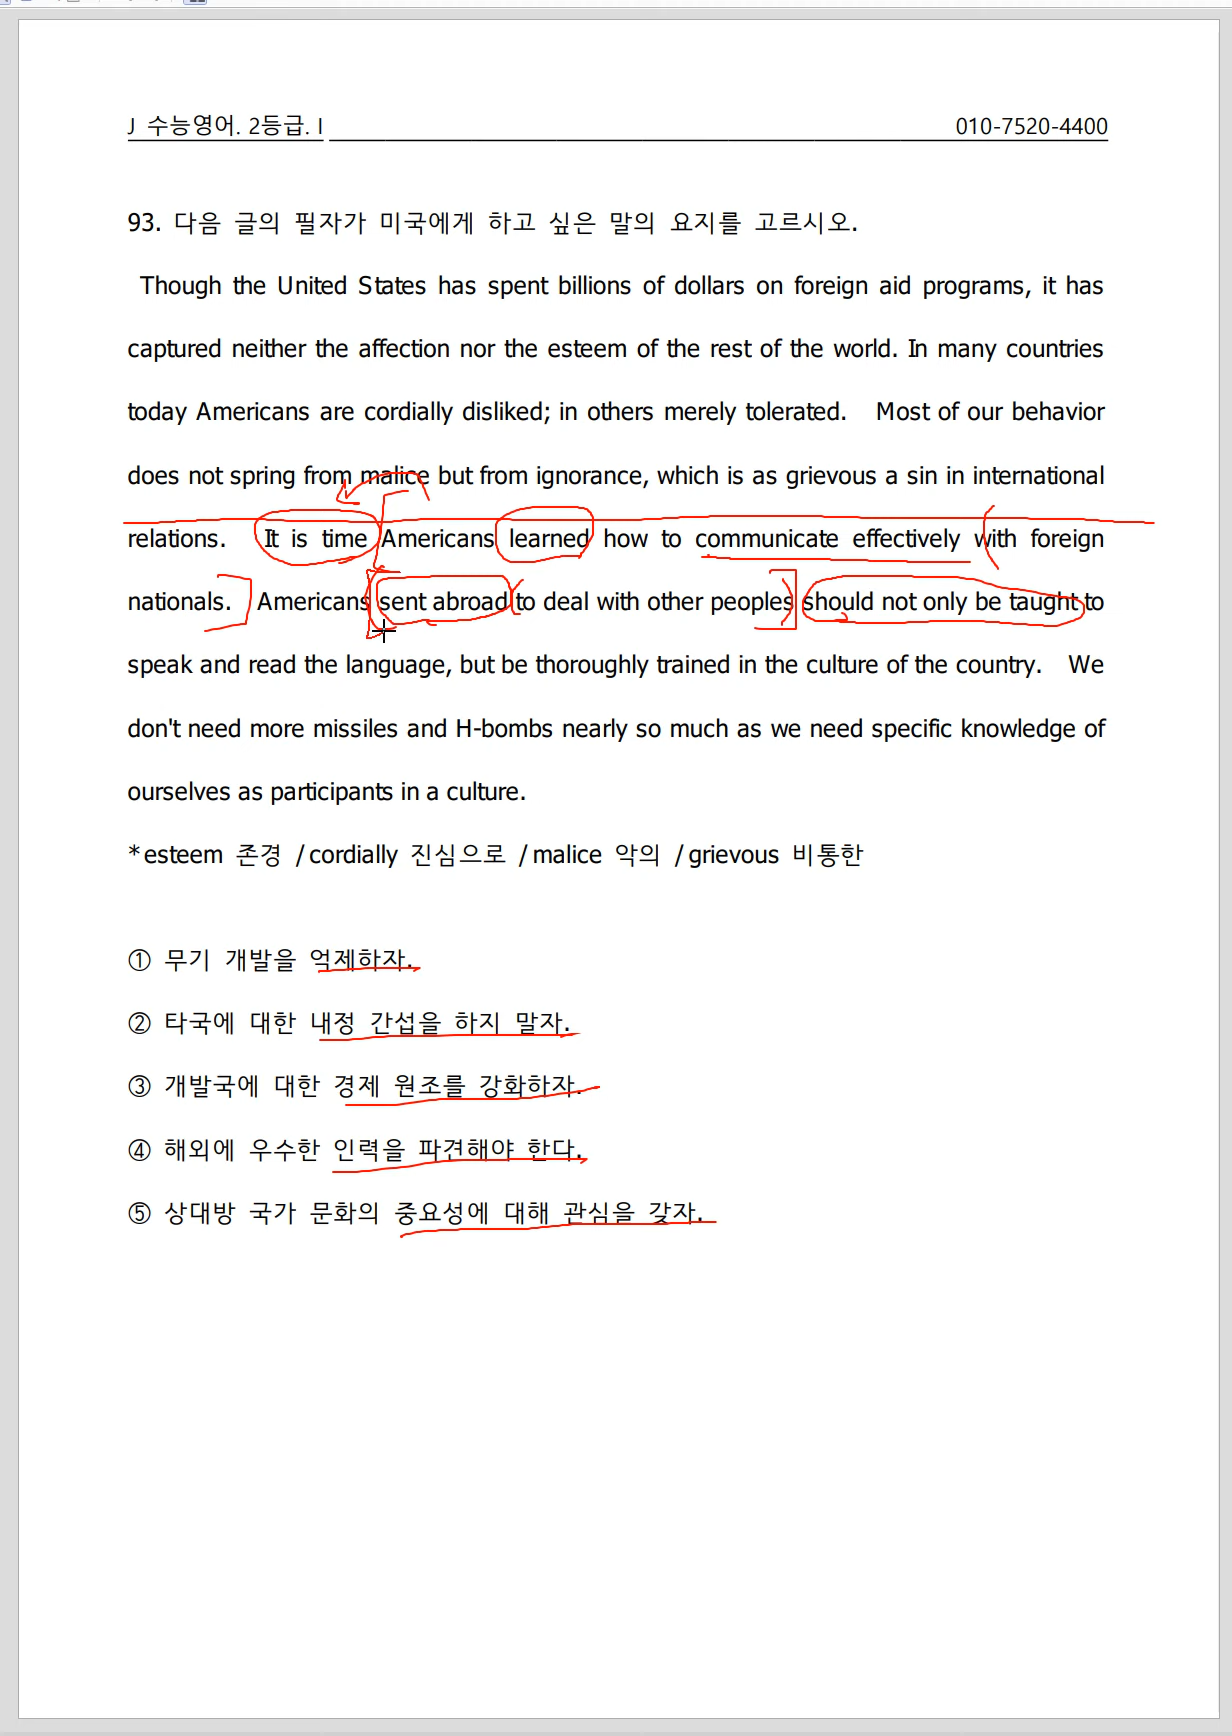 J 수능영어. 2등급. I 010-7520-4400
93. 다음 글의 필자가 미국에게 하고 싶은 말의 요지를 고르시오.
Though the United States has spent billions of dollars on foreign aid programs, it has
captured neither the affection nor the esteem of the rest of the world. In many countries
today Americans are cordially disliked; in others merely tolerated. Most of our behavior
does not spring from malice but from ignorance, which is as grievous a sin in international
relations. It is time Americans learned how to communicate effectively with foreign
nationals. Americans sent abroad to deal with other peoples should not only be taught to
speak and read the language, but be thoroughly trained in the culture of the country. We
don't need more missiles and H-bombs nearly so much as we need specific knowledge of
ourselves as participants in a culture.
*esteem 존경 /cordially 진심으로 /malice 악의 /grievous 비통한
① 무기 개발을 억제하자.
② 타국에 대한 내정 간섭을 하지 말자.
③ 개발국에 대한 경제 원조를 강화하자.
④ 해외에 우수한 인력을 파견해야 한다.
⑤ 상대방 국가 문화의 중요성에 대해 관심을 갖자.